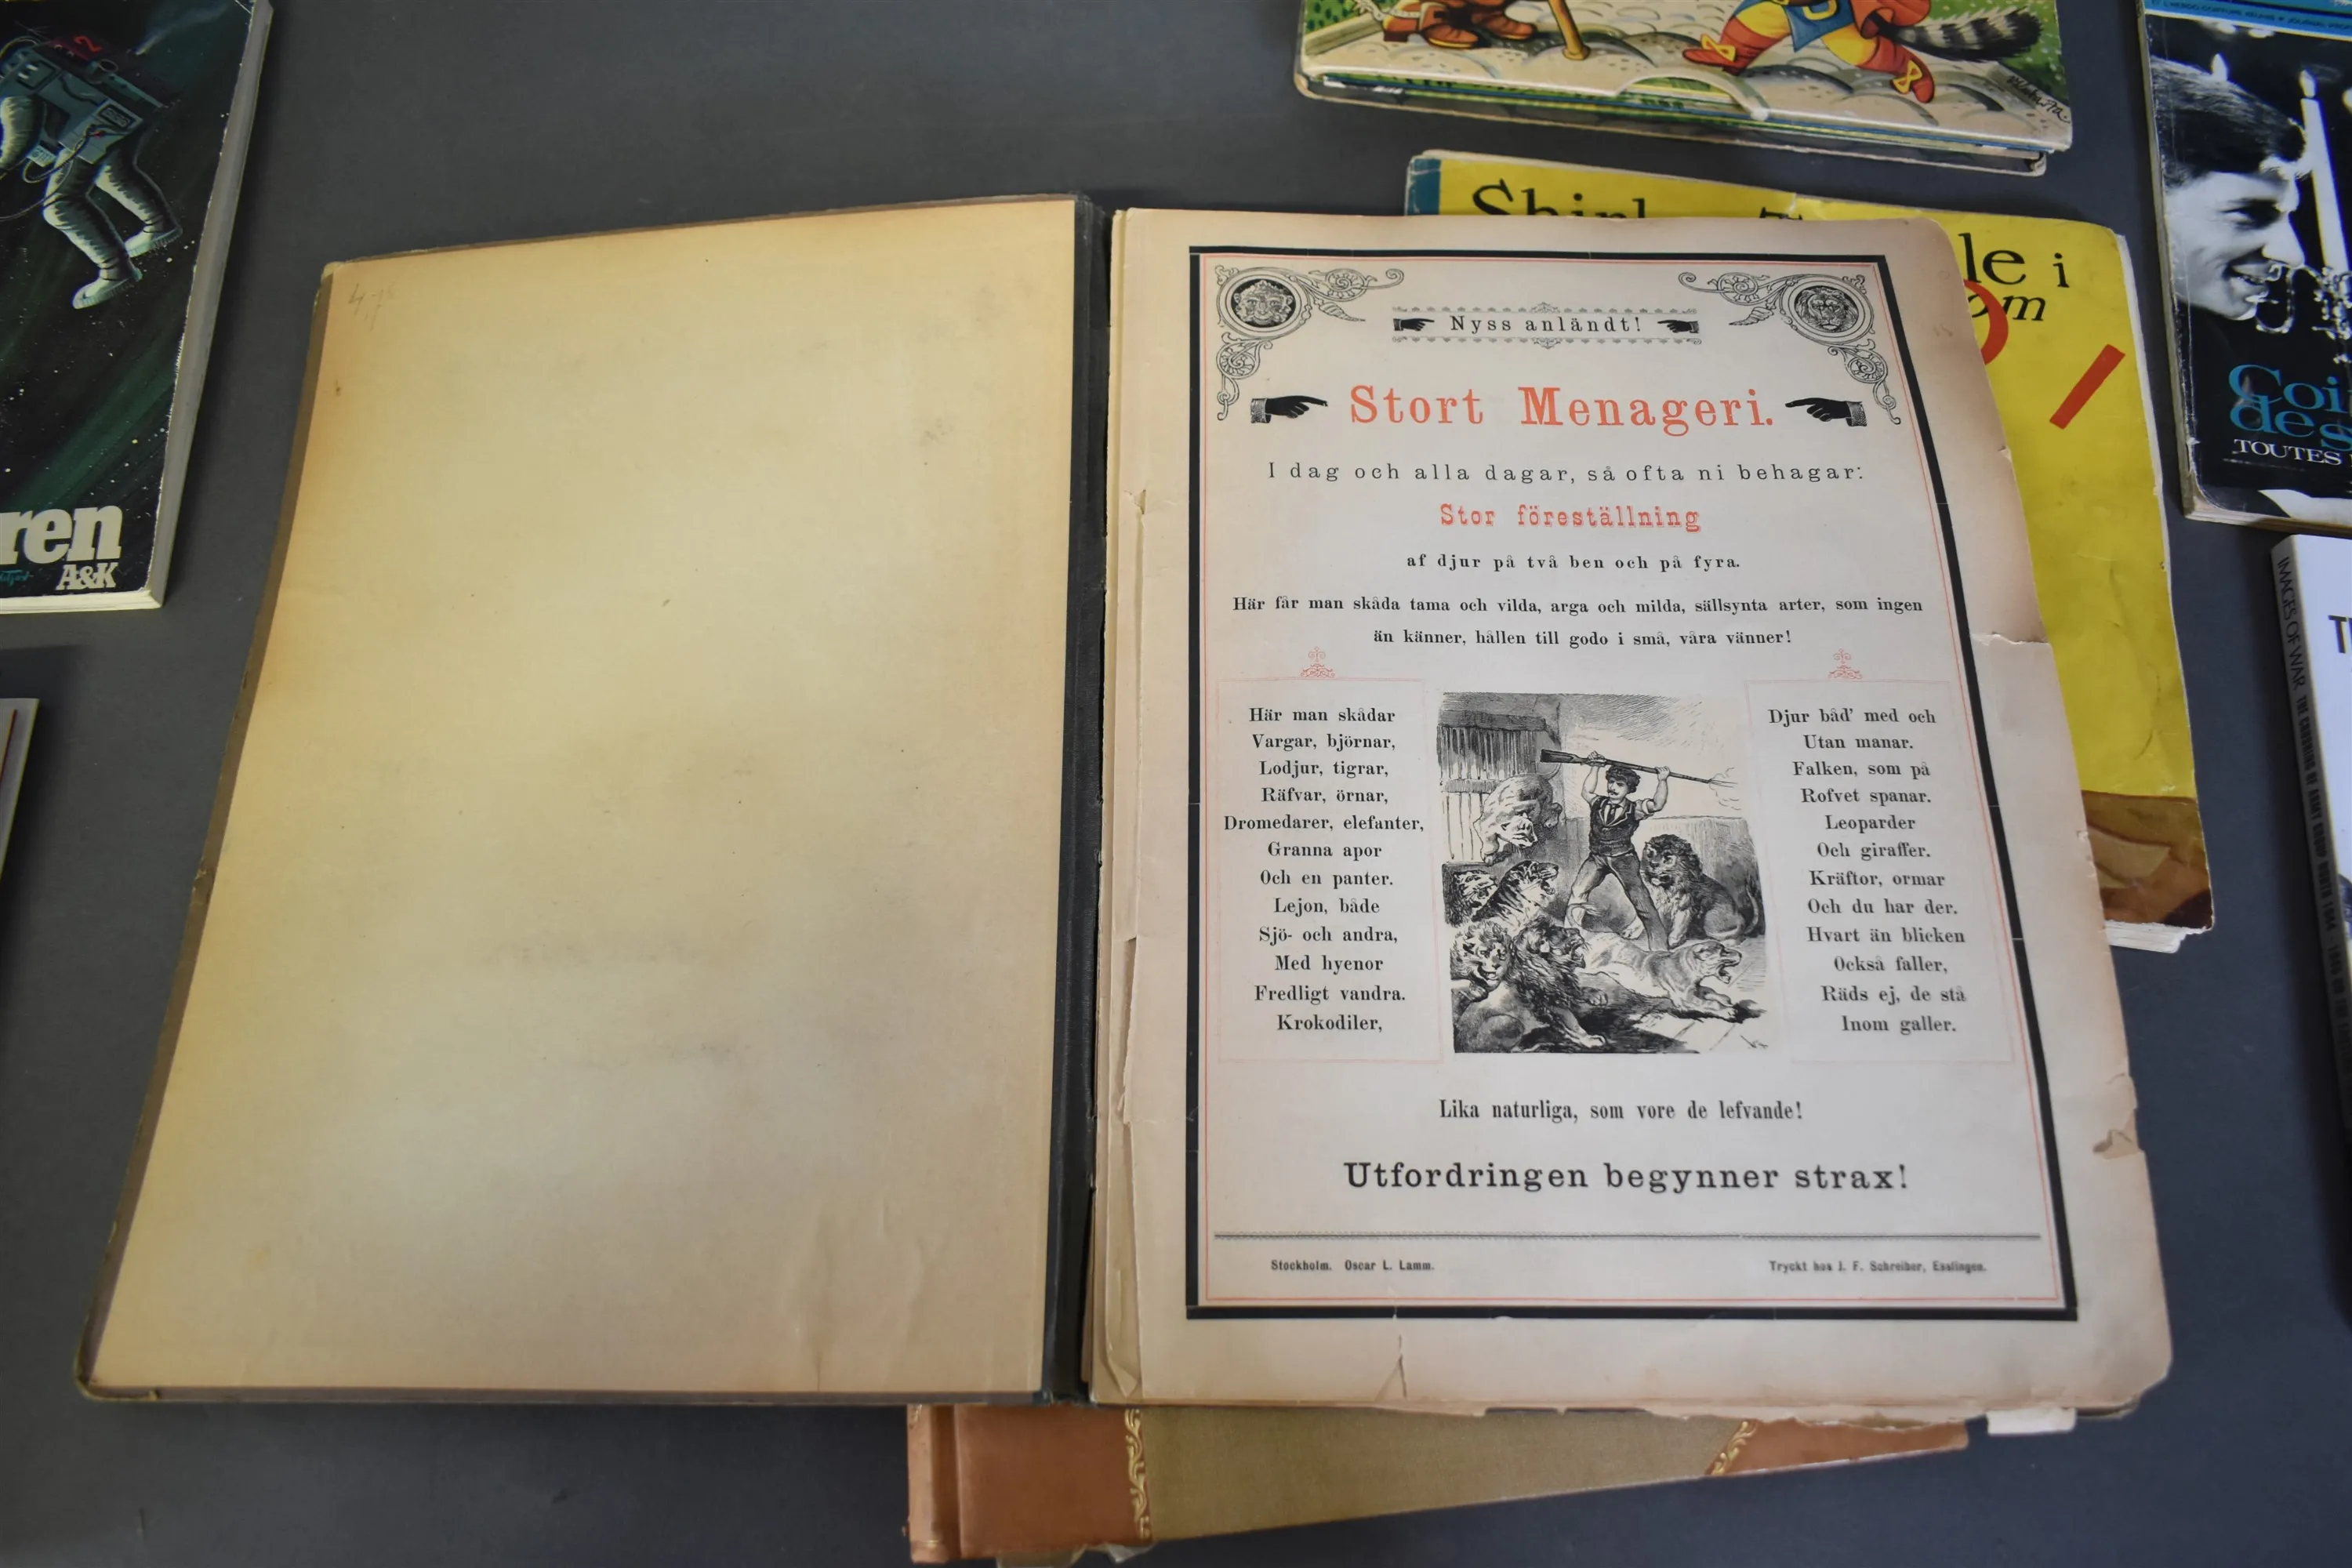 2
ren
A&K
4
Nyss anländt!
Stort Menageri.
I dag och alla dagar, så ofta ni behagar:
Stor föreställning
af djur på två ben och på fyra.
Här får man skåda tama och vilda, arga och milda, sällsynta arter, som ingen
än känner, hållen till godo i små, våra vänner!
Här man skådar
Vargar, björnar,
Lodjur, tigrar,
Räfvar, örnar,
Dromedarer, elefanter,
Granna apor
Och en panter.
Lejon, både
Sjö- och andra,
Med hyenor
Fredligt vandra.
Krokodiler,
Djur båd' med och
Utan manar.
Falken, som på
Rofvet spanar.
Leoparder
Och giraffer.
Kräftor, ormar
Och du har der.
Hvart än blicken
Också faller,
Räds ej, de stå
Inom galler.
Lika naturliga, som vore de lefvande!
Utfordringen begynner strax!
Stockholm. Oscar L. Lamm.
Tryckt hos J. F. Schreiber, Esslingen.
le i
om
Coi
des
TOUTES
IMAGES OF WAR